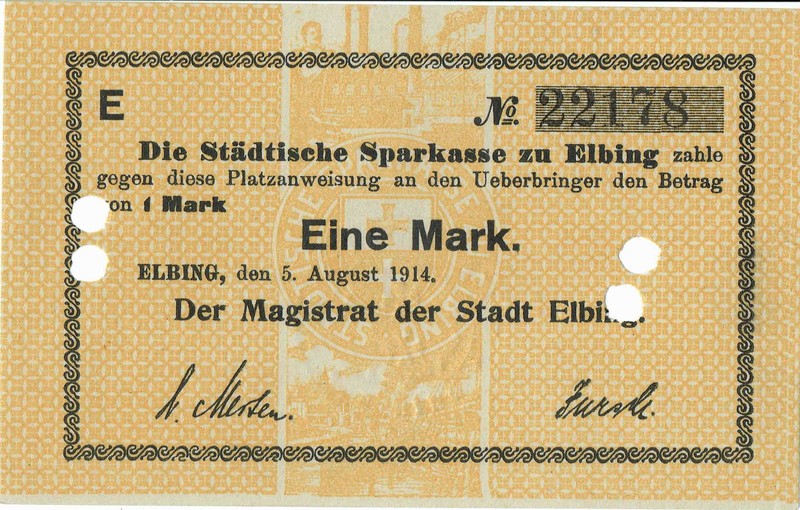 E
№. 22178
Die Städtische Sparkasse zu Elbing zahle
gegen diese Platzanweisung an den Ueberbringer den Betrag
von 1 Mark
Eine Mark.
ELBING, den 5. August 1914.
Der Magistrat der Stadt Elbing.